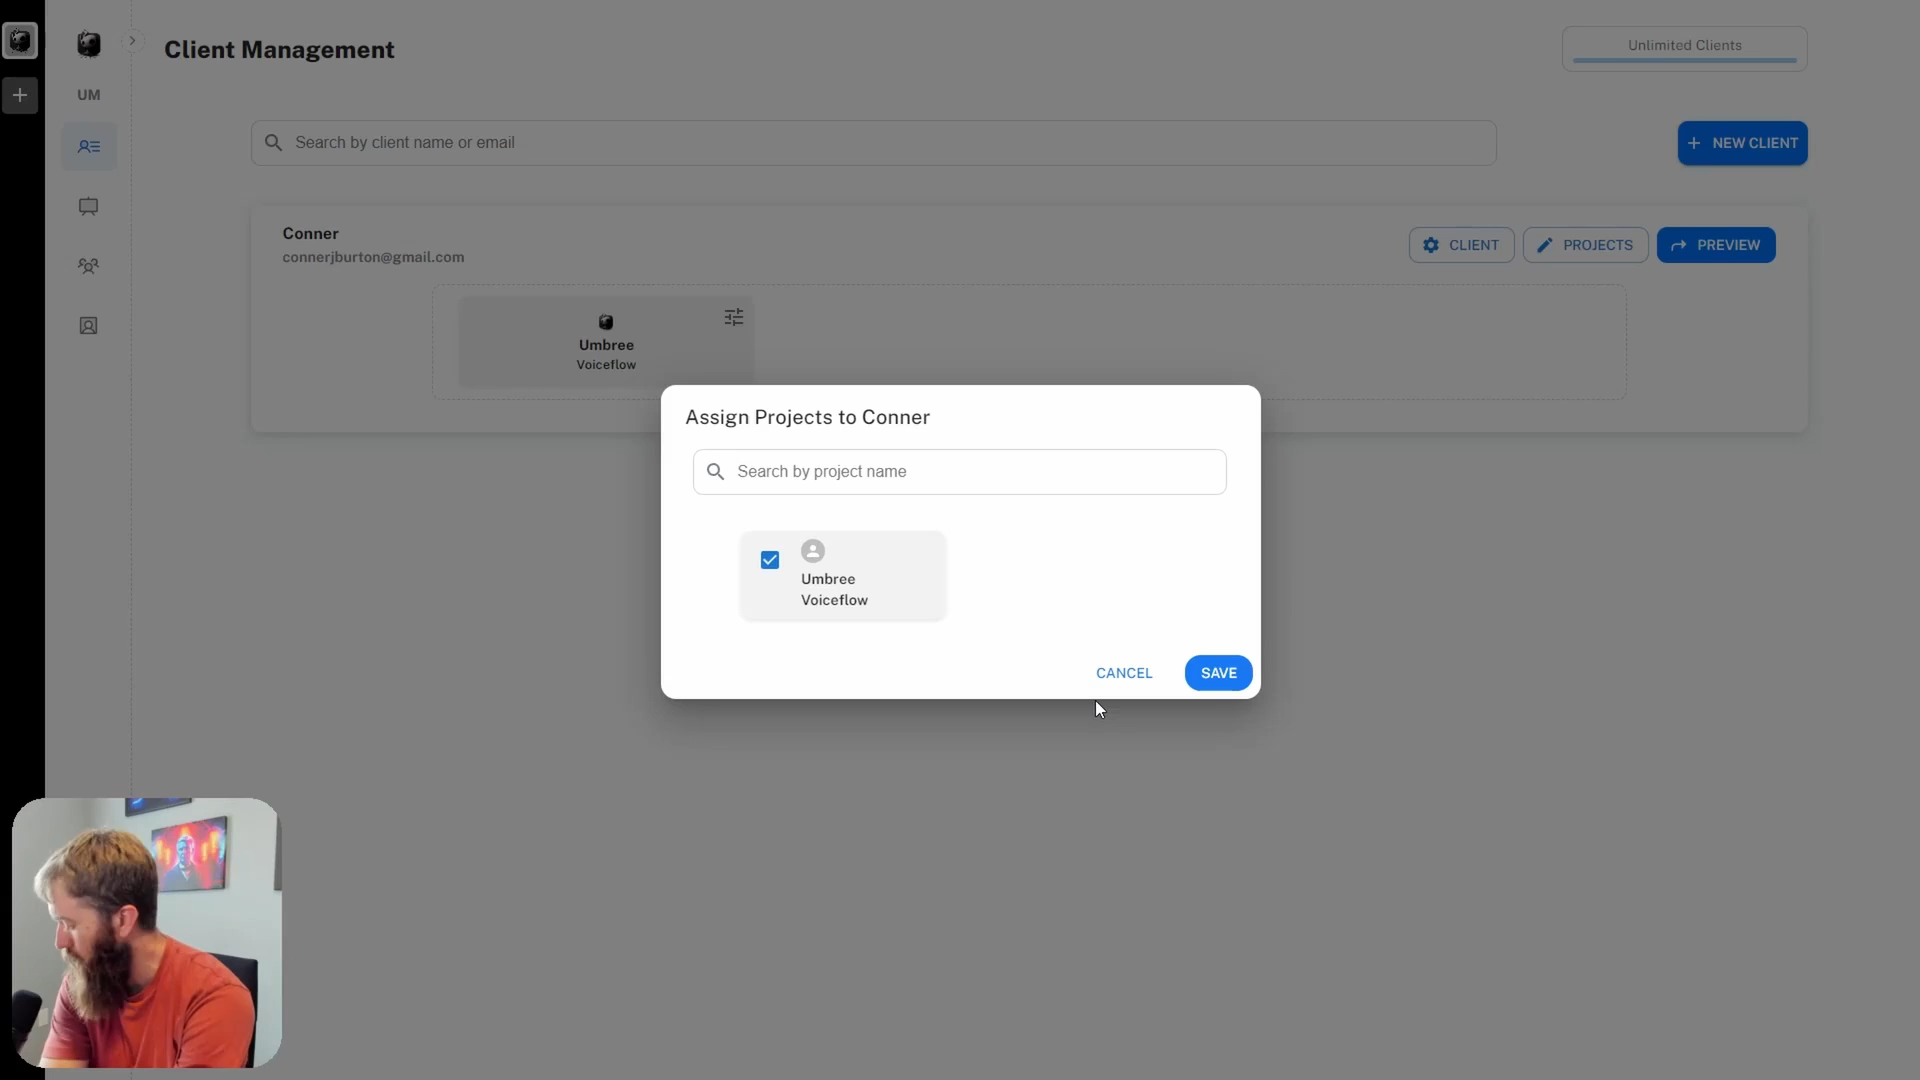 Client Management
Unlimited Clients
UM
Search by client name or email
+ NEW CLIENT
Conner
connerjburton@gmail.com
CLIENT
PROJECTS
PREVIEW
Umbree
Voiceflow
Assign Projects to Conner
Search by project name
Umbree
Voiceflow
CANCEL
SAVE